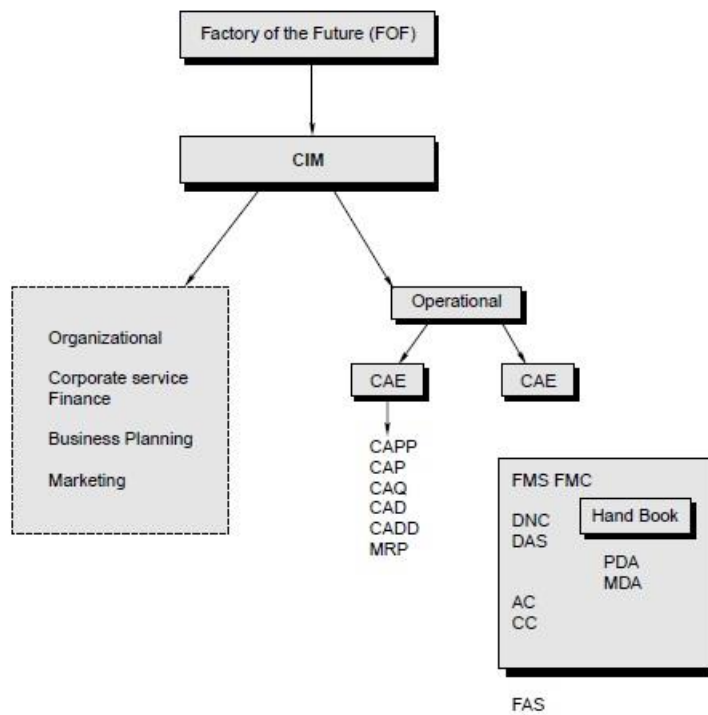 Factory of the Future (FOF)
CIM
Organizational
Corporate service
Finance
Business Planning
Marketing
Operational
CAE
CAE
CAPP
CAP
CAQ
CAD
CADD
MRP
FMS FMC
DNC
DAS
Hand Book
PDA
MDA
AC
CC
FAS